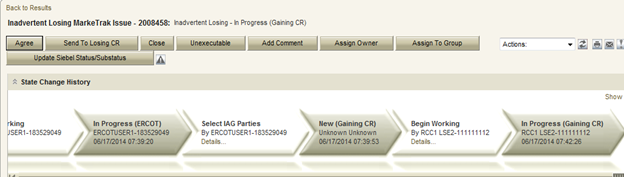 Back to Results
Inadvertent Losing MarkeTrak Issue - 2008458: Inadvertent Losing - In Progress (Gaining CR)
Agree Send To Losing CR Close Unexecutable Add Comment Assign Owner Assign To Group Actions:
Update Siebel Status/Substatus
State Change History
Show
rking In Progress (ERCOT) Select IAG Parties New (Gaining CR) Begin Working In Progress (Gaining CR)
JSER1-183529049 ERCOTUSER1-183529049 By ERCOTUSER1-183529049 Unknown Unknown By RCC1 LSE2-111111112 RCC1 LSE2-111111112
06/17/2014 07:39:20 Details... 06/17/2014 07:39:53 Details... 06/17/2014 07:42:26